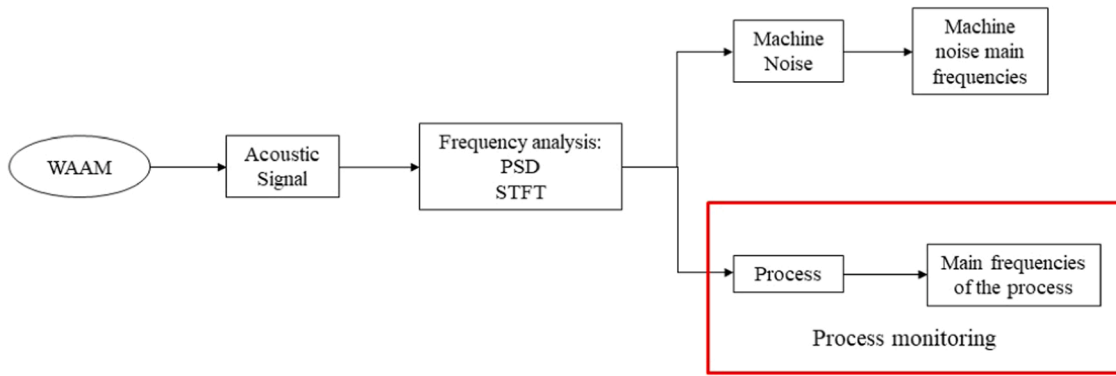 WAAM
Acoustic
Signal
Frequency analysis:
PSD
STFT
Machine
Noise
Machine
noise main
frequencies
Process
Main frequencies
of the process
Process monitoring